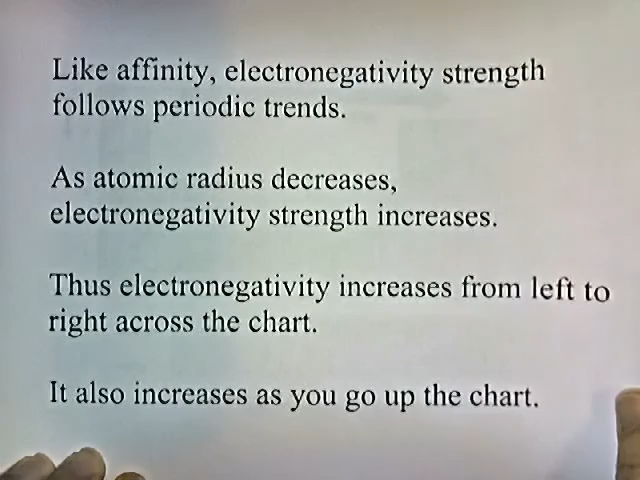 Like affinity, electronegativity strength
follows periodic trends.
As atomic radius decreases,
electronegativity strength increases.
Thus electronegativity increases from left to
right across the chart.
It also increases as you go up the chart.